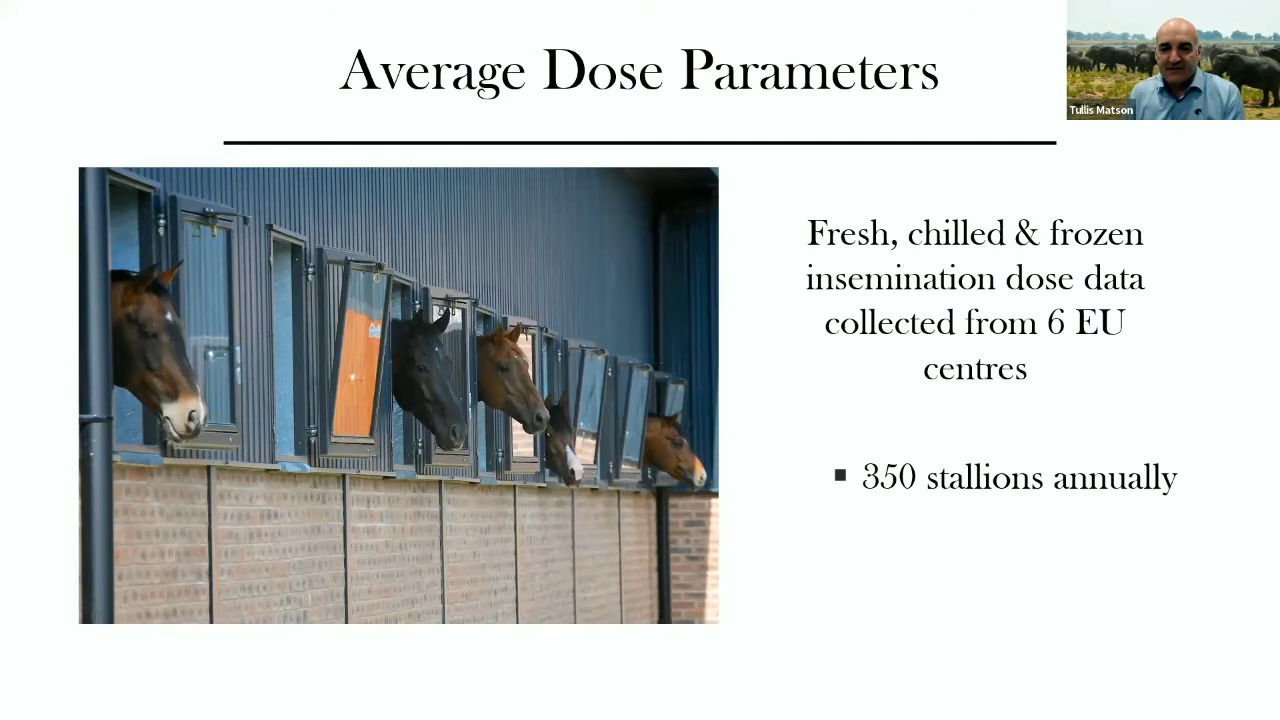 Average Dose Parameters
Tullis Matson
Fresh, chilled & frozen
insemination dose data
collected from 6 EU
centres
▪ 350 stallions annually